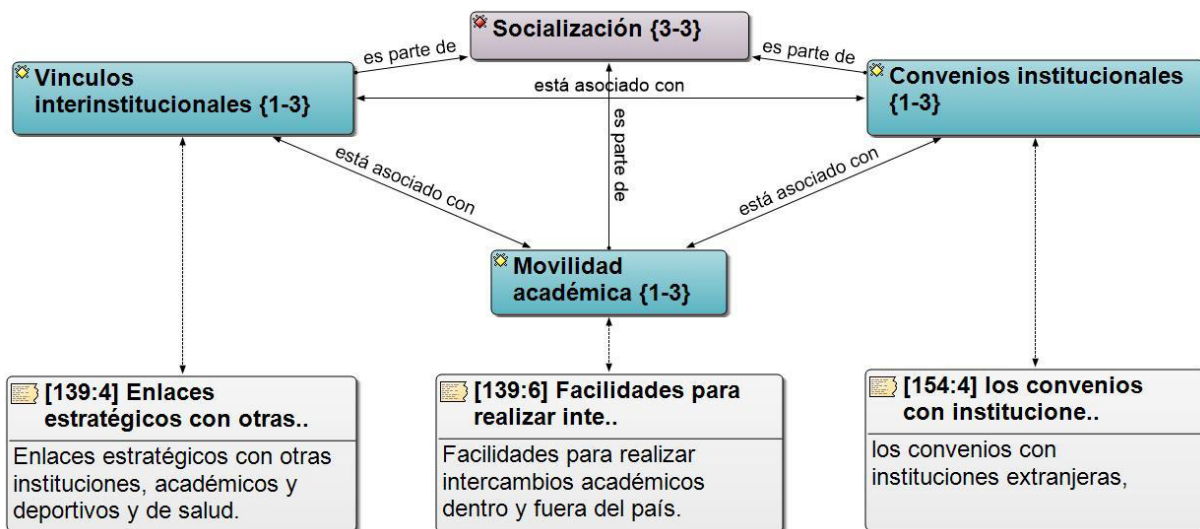 Socialización {3-3}
es parte de
es parte de
Vinculos
interinstitucionales {1-3}
está asociado con
Convenios institucionales
{1-3}
es parte de
está asociado con
está asociado con
Movilidad
académica {1-3}
[139:4] Enlaces
estratégicos con otras..
Enlaces estratégicos con otras
instituciones, académicos y
deportivos y de salud.
[139:6] Facilidades para
realizar inte..
Facilidades para realizar
intercambios académicos
dentro y fuera del país.
[154:4] los convenios
con institucione..
los convenios con
instituciones extranjeras,